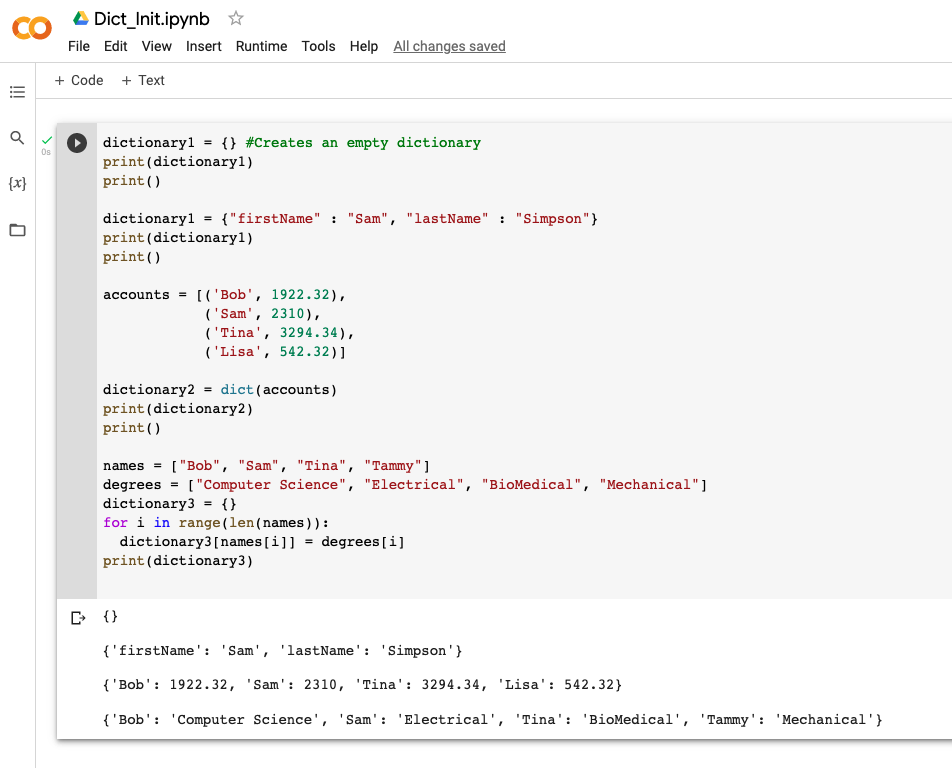 Dict_Init.ipynb
File Edit View Insert Runtime Tools Help All changes saved
+ Code + Text
0s
{x}
dictionary1 = {} #Creates an empty dictionary
print(dictionary1)
print()
dictionary1 = {"firstName" : "Sam", "lastName" : "Simpson"}
print(dictionary1)
print()
accounts = [('Bob', 1922.32),
('Sam', 2310),
('Tina', 3294.34),
('Lisa', 542.32)]
dictionary2 = dict(accounts)
print(dictionary2)
print()
names = ["Bob", "Sam", "Tina", "Tammy"]
degrees = ["Computer Science", "Electrical", "BioMedical", "Mechanical"]
dictionary3 = {}
for i in range(len(names)):
  dictionary3[names[i]] = degrees[i]
print(dictionary3)
{}
{'firstName': 'Sam', 'lastName': 'Simpson'}
{'Bob': 1922.32, 'Sam': 2310, 'Tina': 3294.34, 'Lisa': 542.32}
{'Bob': 'Computer Science', 'Sam': 'Electrical', 'Tina': 'BioMedical', 'Tammy': 'Mechanical'}